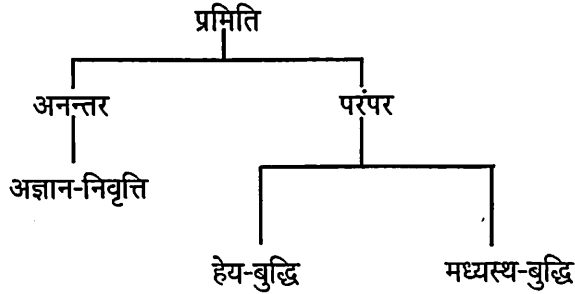 प्रमिति
अनन्तर परंपर
अज्ञान-निवृत्ति
हेय-बुद्धि मध्यस्थ-बुद्धि